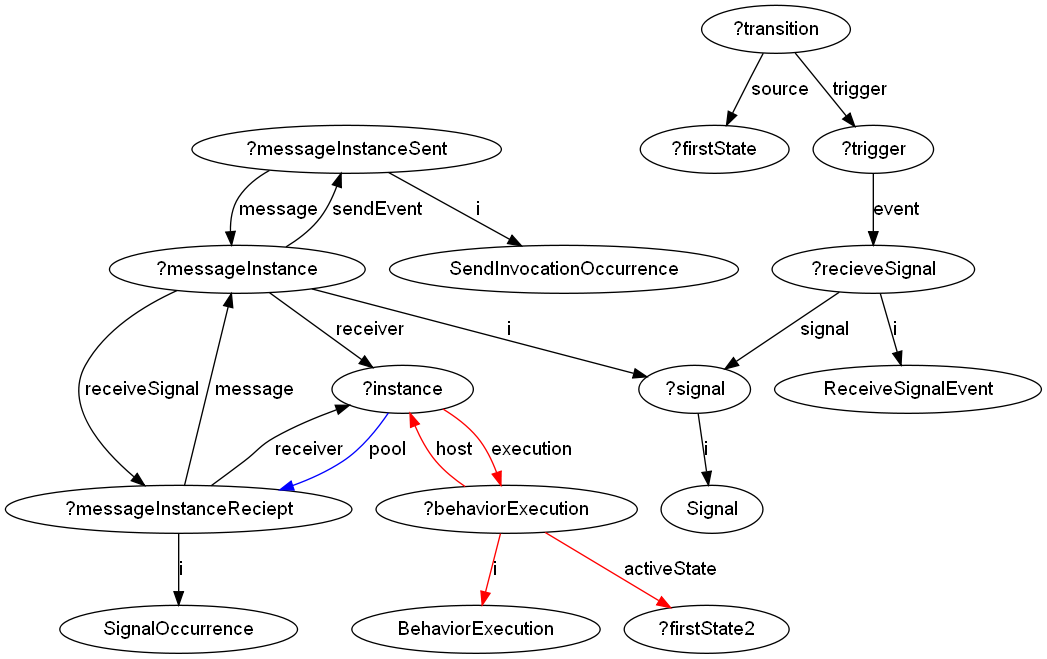 ?transition
source
trigger
?messageInstanceSent
?firstState
?trigger
message
sendEvent
i
event
?messageInstance
SendInvocationOccurrence
?recieveSignal
receiver
i
signal
i
receiveSignal
message
?instance
?signal
ReceiveSignalEvent
receiver
pool
host
execution
i
?messageInstanceReciept
?behaviorExecution
Signal
i
i
activeState
SignalOccurrence
BehaviorExecution
?firstState2